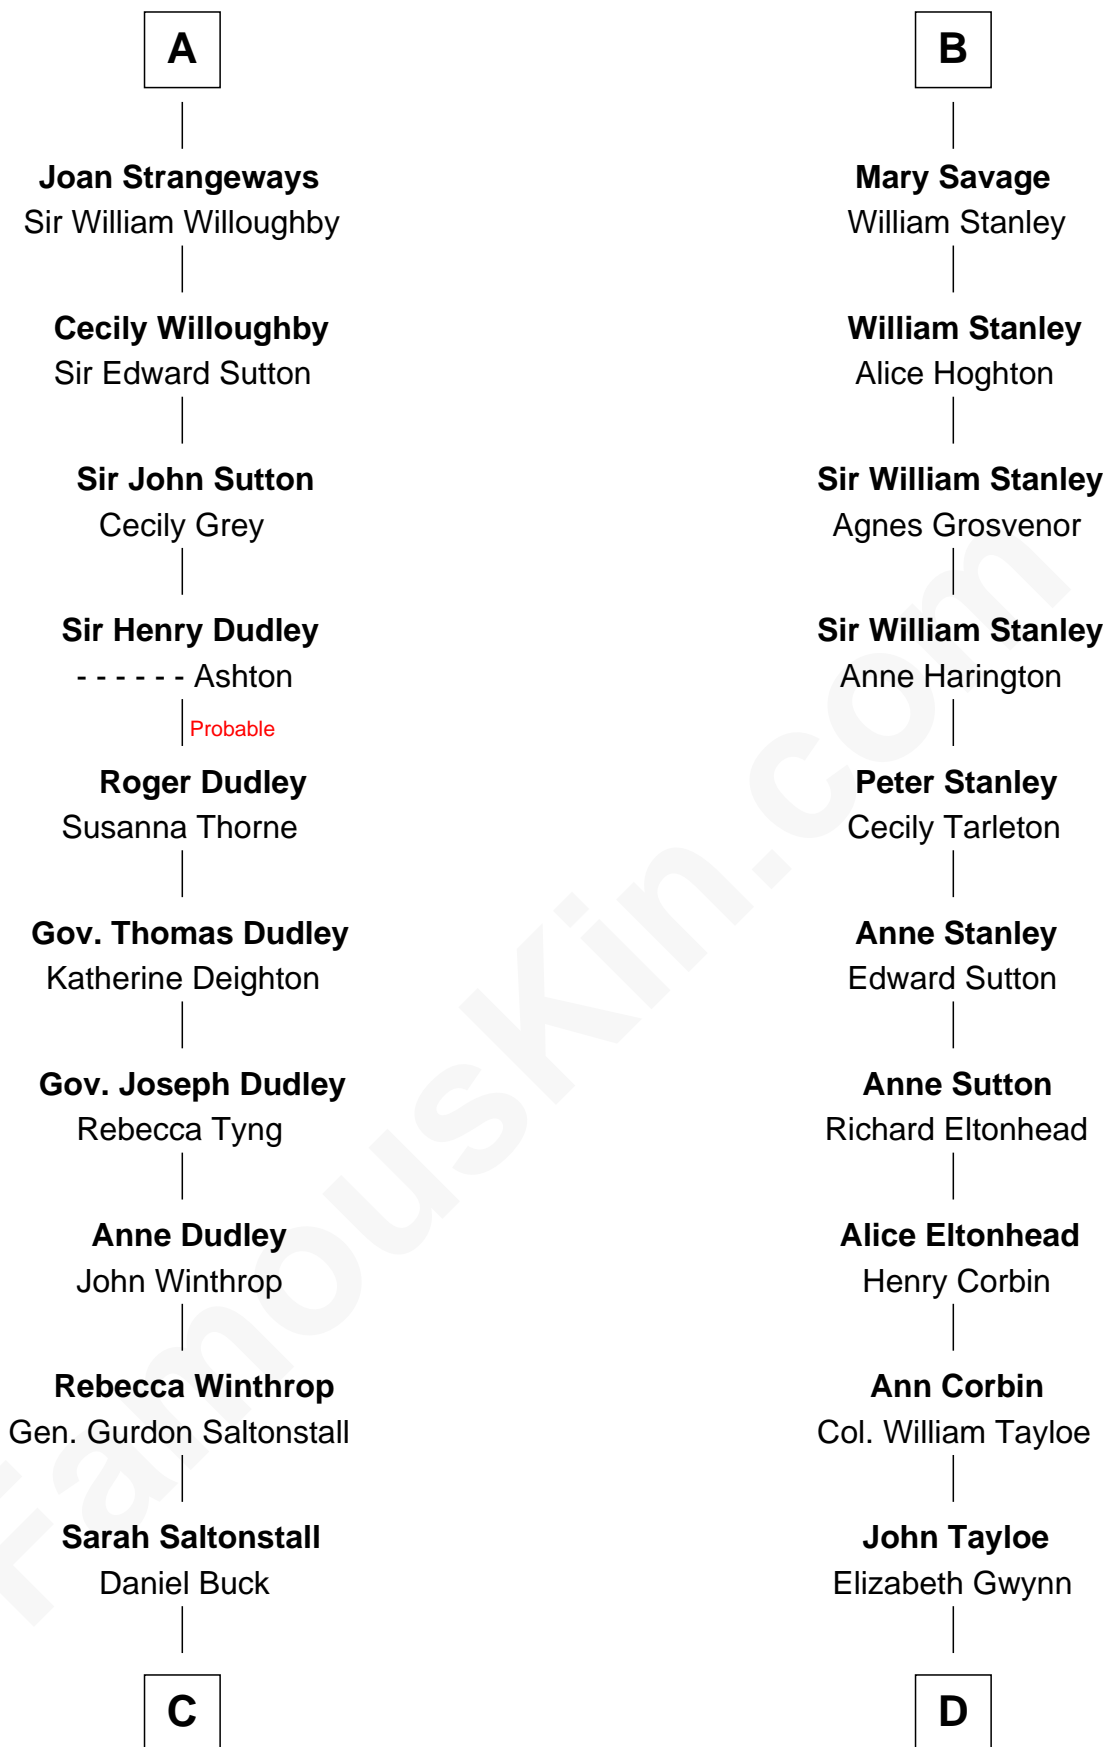 A
Joan Strangeways
Sir William Willoughby
Cecily Willoughby
Sir Edward Sutton
Sir John Sutton
Cecily Grey
Sir Henry Dudley
- - - - - - Ashton
Probable
Roger Dudley
Susanna Thorne
Gov. Thomas Dudley
Katherine Deighton
Gov. Joseph Dudley
Rebecca Tyng
Anne Dudley
John Winthrop
Rebecca Winthrop
Gen. Gurdon Saltonstall
Sarah Saltonstall
Daniel Buck
C
B
Mary Savage
William Stanley
William Stanley
Alice Hoghton
Sir William Stanley
Agnes Grosvenor
Sir William Stanley
Anne Harington
Peter Stanley
Cecily Tarleton
Anne Stanley
Edward Sutton
Anne Sutton
Richard Eltonhead
Alice Eltonhead
Henry Corbin
Ann Corbin
Col. William Tayloe
John Tayloe
Elizabeth Gwynn
D
FamousKin.com